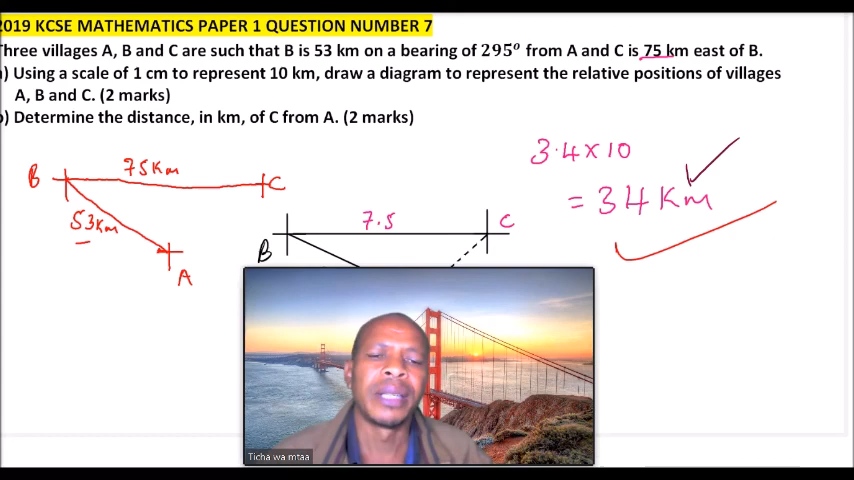 2019 KCSE MATHEMATICS PAPER 1 QUESTION NUMBER 7
Three villages A, B and C are such that B is 53 km on a bearing of 295° from A and C is 75 km east of B.
a) Using a scale of 1 cm to represent 10 km, draw a diagram to represent the relative positions of villages
A, B and C. (2 marks)
b) Determine the distance, in km, of C from A. (2 marks)
3.4 x 10
= 34 Km
B 75Km C
53Km
A
B 7.5 C
Ticha wa mtaa